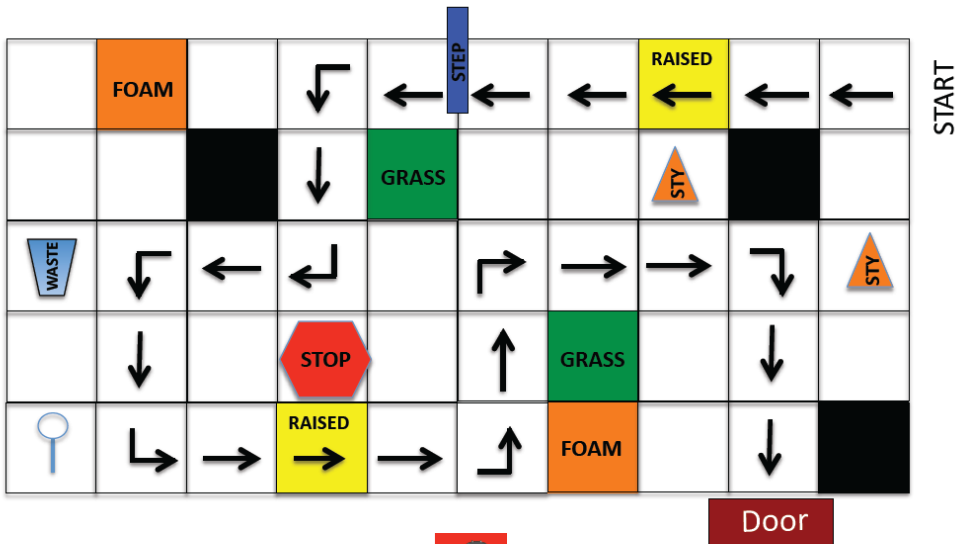 STEP
RAISED
START
FOAM
GRASS
STY
WASTE
STY
STOP
GRASS
RAISED
FOAM
Door